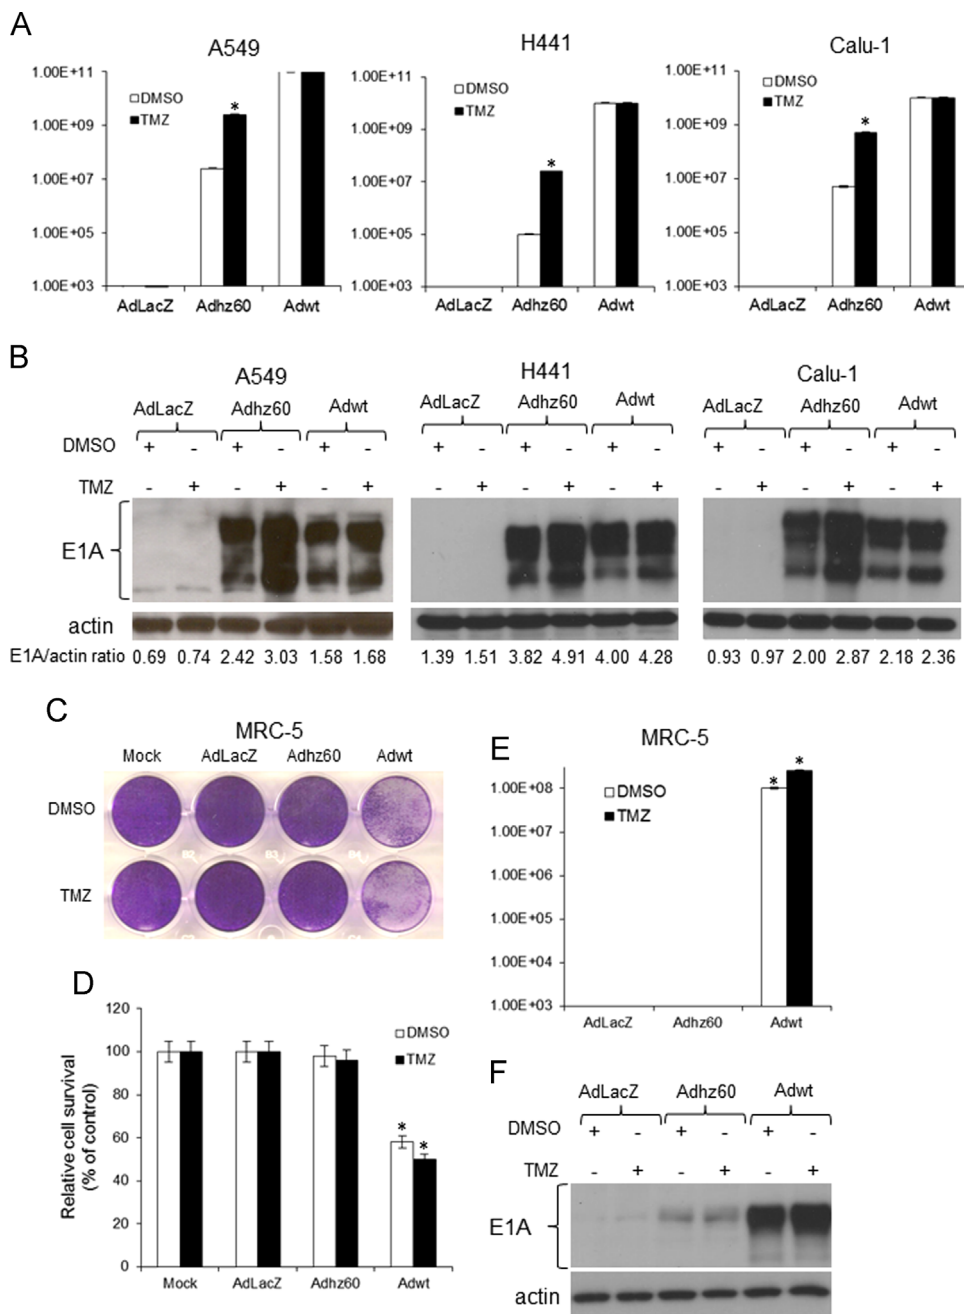 A
A549
H441
Calu-1
1.00E+11
1.00E+09
1.00E+07
1.00E+05
1.00E+03
DMSO
TMZ
*
AdLacZ Adhz60 Adwt
1.00E+11
1.00E+09
1.00E+07
1.00E+05
1.00E+03
DMSO
TMZ
*
AdLacZ Adhz60 Adwt
1.00E+11
1.00E+09
1.00E+07
1.00E+05
1.00E+03
DMSO
TMZ
*
AdLacZ Adhz60 Adwt
B
A549 H441 Calu-1
AdLacZ Adhz60 Adwt AdLacZ Adhz60 Adwt AdLacZ Adhz60 Adwt
DMSO + - + - + - + - + - + - + - + - + -
TMZ - + - + - + - + - + - + - + - + - +
E1A
actin
E1A/actin ratio 0.69 0.74 2.42 3.03 1.58 1.68 1.39 1.51 3.82 4.91 4.00 4.28 0.93 0.97 2.00 2.87 2.18 2.36
C
MRC-5
Mock AdLacZ Adhz60 Adwt
DMSO
TMZ
D
Relative cell survival
(% of control)
120
100
80
60
40
20
0
DMSO
TMZ
* *
Mock AdLacZ Adhz60 Adwt
E
MRC-5
1.00E+08
1.00E+07
1.00E+06
1.00E+05
1.00E+04
1.00E+03
DMSO
TMZ
* *
AdLacZ Adhz60 Adwt
F
AdLacZ Adhz60 Adwt
DMSO + - + - + -
TMZ - + - + - +
E1A
actin